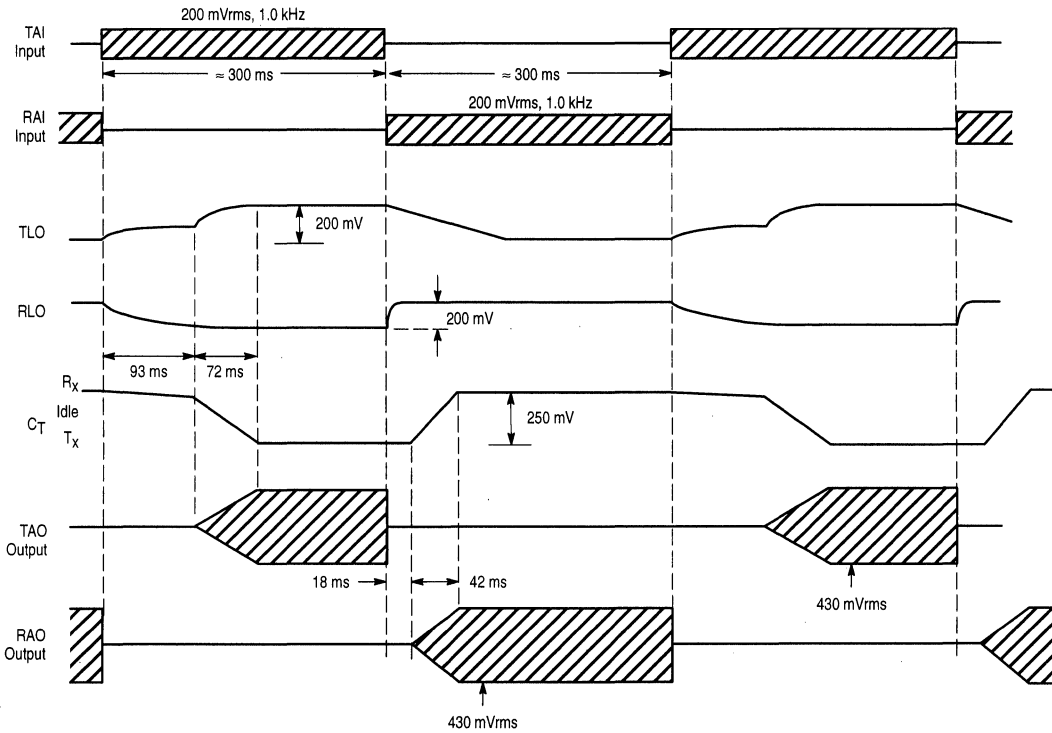 200 mVrms, 1.0 kHz
TAI
Input
≈ 300 ms
≈ 300 ms
200 mVrms, 1.0 kHz
RAI
Input
TLO
200 mV
RLO
200 mV
93 ms
72 ms
Rx
Idle
CT
Tx
250 mV
TAO
Output
18 ms
42 ms
430 mVrms
RAO
Output
430 mVrms